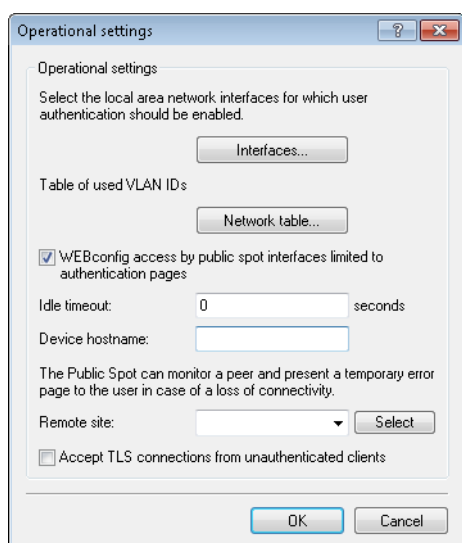 Operational settings
?
Operational settings
Select the local area network interfaces for which user
authentication should be enabled.
Interfaces...
Table of used VLAN IDs
Network table...
WEBconfig access by public spot interfaces limited to
authentication pages
Idle timeout: 0 seconds
Device hostname:
The Public Spot can monitor a peer and present a temporary error
page to the user in case of a loss of connectivity.
Remote site: Select
Accept TLS connections from unauthenticated clients
OK Cancel